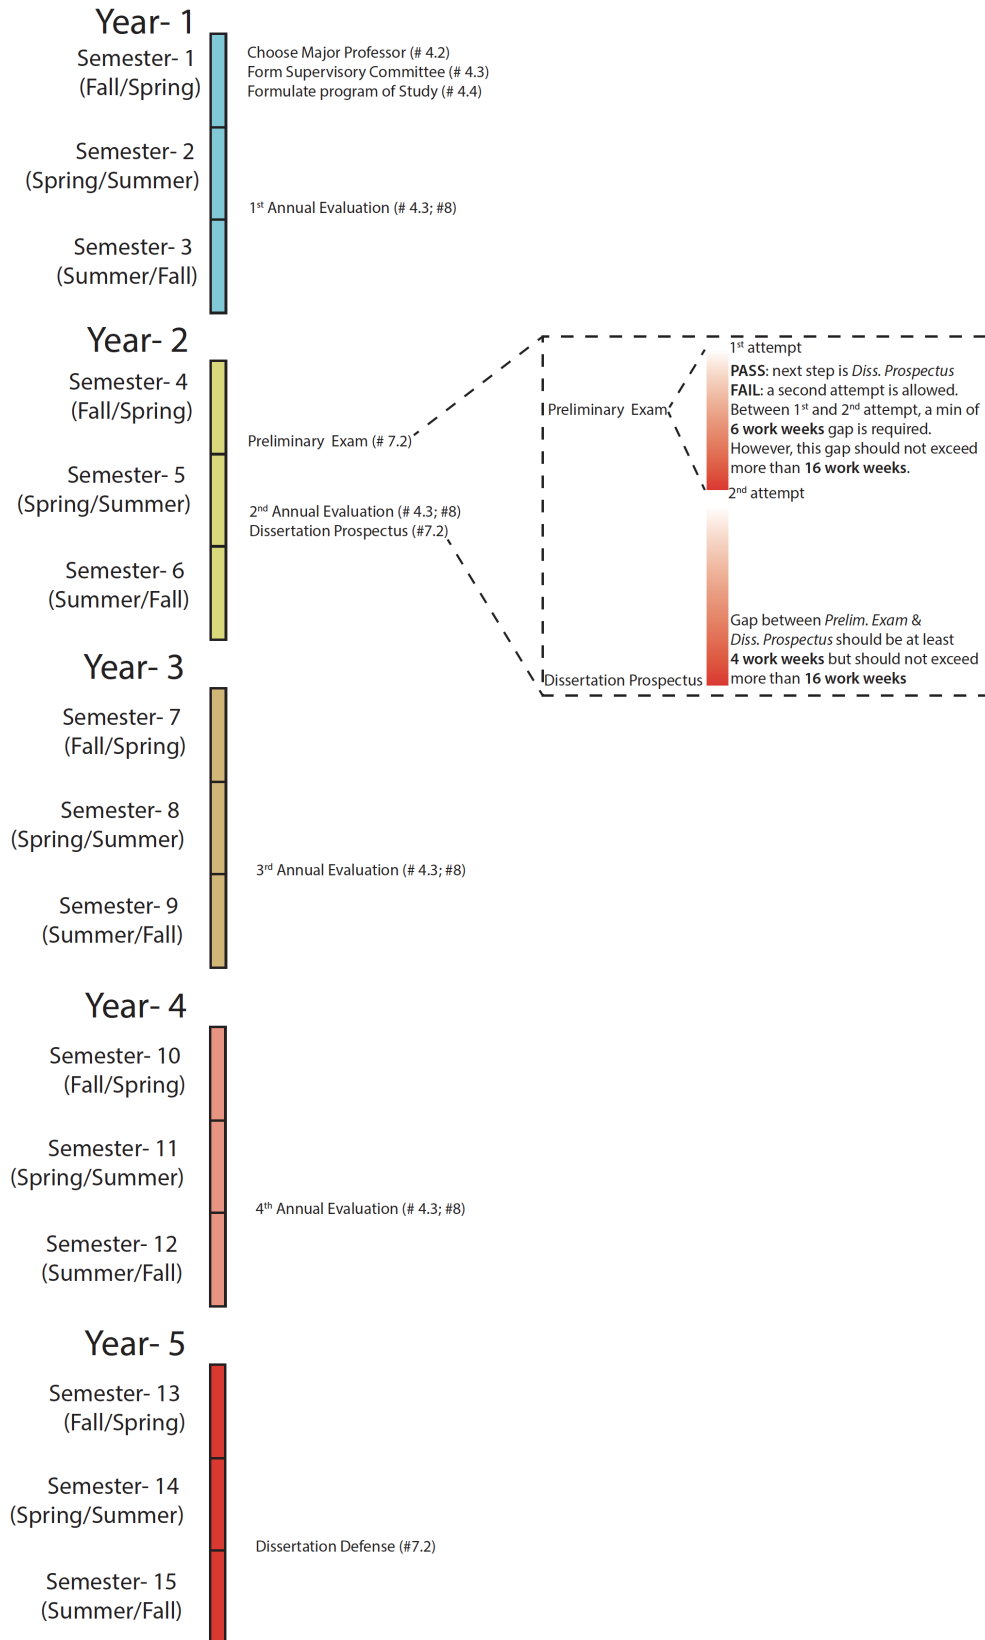 Year- 1
Semester- 1
(Fall/Spring)
Choose Major Professor (# 4.2)
Form Supervisory Committee (# 4.3)
Formulate program of Study (# 4.4)
Semester- 2
(Spring/Summer)
1st Annual Evaluation (# 4.3; #8)
Semester- 3
(Summer/Fall)
Year- 2
Semester- 4
(Fall/Spring)
Preliminary Exam (# 7.2)
Semester- 5
(Spring/Summer)
2nd Annual Evaluation (# 4.3; #8)
Dissertation Prospectus (#7.2)
Semester- 6
(Summer/Fall)
Preliminary Exam
1st attempt
PASS: next step is Diss. Prospectus
FAIL: a second attempt is allowed.
Between 1st and 2nd attempt, a min of
6 work weeks gap is required.
However, this gap should not exceed
more than 16 work weeks.
2nd attempt
Gap between Prelim. Exam &
Diss. Prospectus should be at least
4 work weeks but should not exceed
more than 16 work weeks
Dissertation Prospectus
Year- 3
Semester- 7
(Fall/Spring)
Semester- 8
(Spring/Summer)
3rd Annual Evaluation (# 4.3; #8)
Semester- 9
(Summer/Fall)
Year- 4
Semester- 10
(Fall/Spring)
Semester- 11
(Spring/Summer)
4th Annual Evaluation (# 4.3; #8)
Semester- 12
(Summer/Fall)
Year- 5
Semester- 13
(Fall/Spring)
Semester- 14
(Spring/Summer)
Dissertation Defense (#7.2)
Semester- 15
(Summer/Fall)